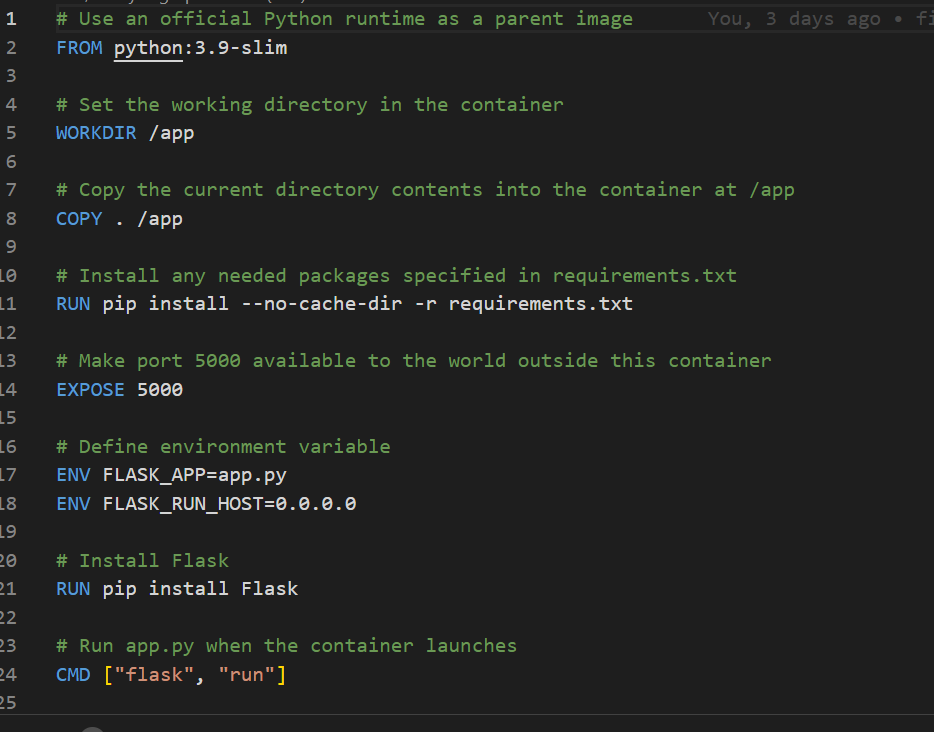 1 # Use an official Python runtime as a parent image You, 3 days ago •
2 FROM python:3.9-slim
3
4 # Set the working directory in the container
5 WORKDIR /app
6
7 # Copy the current directory contents into the container at /app
8 COPY . /app
9
10 # Install any needed packages specified in requirements.txt
11 RUN pip install --no-cache-dir -r requirements.txt
12
13 # Make port 5000 available to the world outside this container
14 EXPOSE 5000
15
16 # Define environment variable
17 ENV FLASK_APP=app.py
18 ENV FLASK_RUN_HOST=0.0.0.0
19
20 # Install Flask
21 RUN pip install Flask
22
23 # Run app.py when the container launches
24 CMD ["flask", "run"]
25